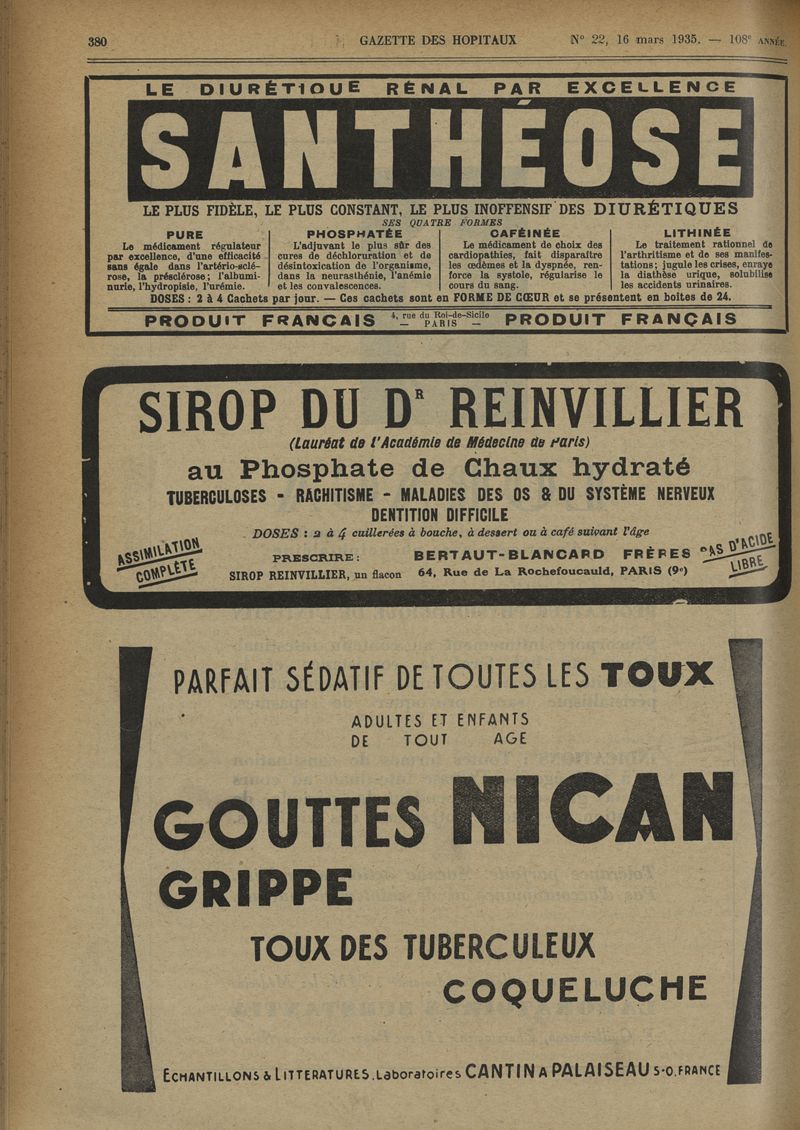 380
GAZETTE DES HOPITAUX
N° 22, 16 mars 1935. — 108e ANNÉE.
LE DIURÉTIQUE RÉNAL PAR EXCELLENCE
SANTHÉOSE
LE PLUS FIDÈLE, LE PLUS CONSTANT, LE PLUS INOFFENSIF DES DIURÉTIQUES
SES QUATRE FORMES
PURE
Le médicament régulateur
par excellence, d'une efficacité
sans égale dans l'artério-sclé-
rose, la présclérose; l'albumi-
nurie, l'hydropisie, l'urémie.
PHOSPHATÉE
L'adjuvant le plus sûr des
cures de déchloruration et de
désintoxication de l'organisme,
dans la neurasthénie, l'anémie
et les convalescences.
CAFÉINÉE
Le médicament de choix des
cardiopathies, fait disparaître
les œdèmes et la dyspnée, ren-
force la systole, régularise le
cours du sang.
LITHINÉE
Le traitement rationnel de
l'arthritisme et de ses manifes-
tations; jugule les crises, enraye
la diathèse urique, solubilise
les accidents urinaires.
DOSES : 2 à 4 Cachets par jour. — Ces cachets sont en FORME DE CŒUR et se présentent en boites de 24.
PRODUIT FRANÇAIS
4, rue du Roi-de-Sicile
— PARIS —
PRODUIT FRANÇAIS
SIROP DU DR REINVILLIER
(Lauréat de l'Académie de Médecine de Paris)
au Phosphate de Chaux hydraté
TUBERCULOSES - RACHITISME - MALADIES DES OS & DU SYSTÈME NERVEUX
DENTITION DIFFICILE
DOSES : 2 à 4 cuillerées à bouche, à dessert ou à café suivant l'âge
ASSIMILATION
COMPLÈTE
PRESCRIRE :
SIROP REINVILLIER, un flacon
BERTAUT-BLANCARD FRÈRES
64, Rue de La Rochefoucauld, PARIS (9e)
PAS D'ACIDE
LIBRE
PARFAIT SÉDATIF DE TOUTES LES TOUX
ADULTES ET ENFANTS
DE TOUT AGE
GOUTTES NICAN
GRIPPE
TOUX DES TUBERCULEUX
COQUELUCHE
ECHANTILLONS & LITTERATURES. Laboratoires CANTIN A PALAISEAU S-O. FRANCE